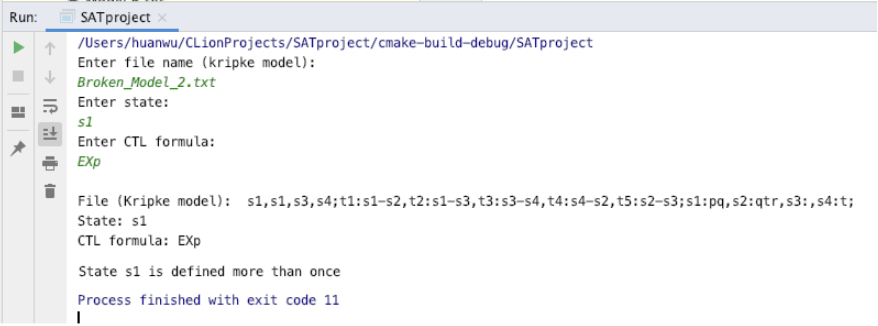 Run: SATproject
/Users/huanwu/CLionProjects/SATproject/cmake-build-debug/SATproject
Enter file name (kripke model):
Broken_Model_2.txt
Enter state:
s1
Enter CTL formula:
EXp
File (Kripke model):  s1,s1,s3,s4;t1:s1-s2,t2:s1-s3,t3:s3-s4,t4:s4-s2,t5:s2-s3;s1:pq,s2:qtr,s3:,s4:t;
State: s1
CTL formula: EXp
State s1 is defined more than once
Process finished with exit code 11